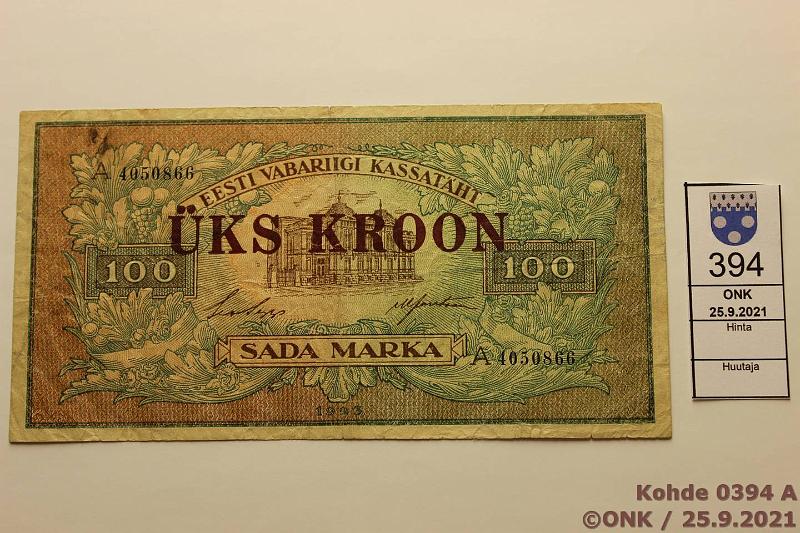 A 4050866
EESTI VABARIIGI KASSATÄHT
ÜKS KROON
100
100
SADA MARKA
A 4050866
1923
394
ONK
25.9.2021
Hinta
Huutaja
Kohde 0394 A
©ONK / 25.9.2021